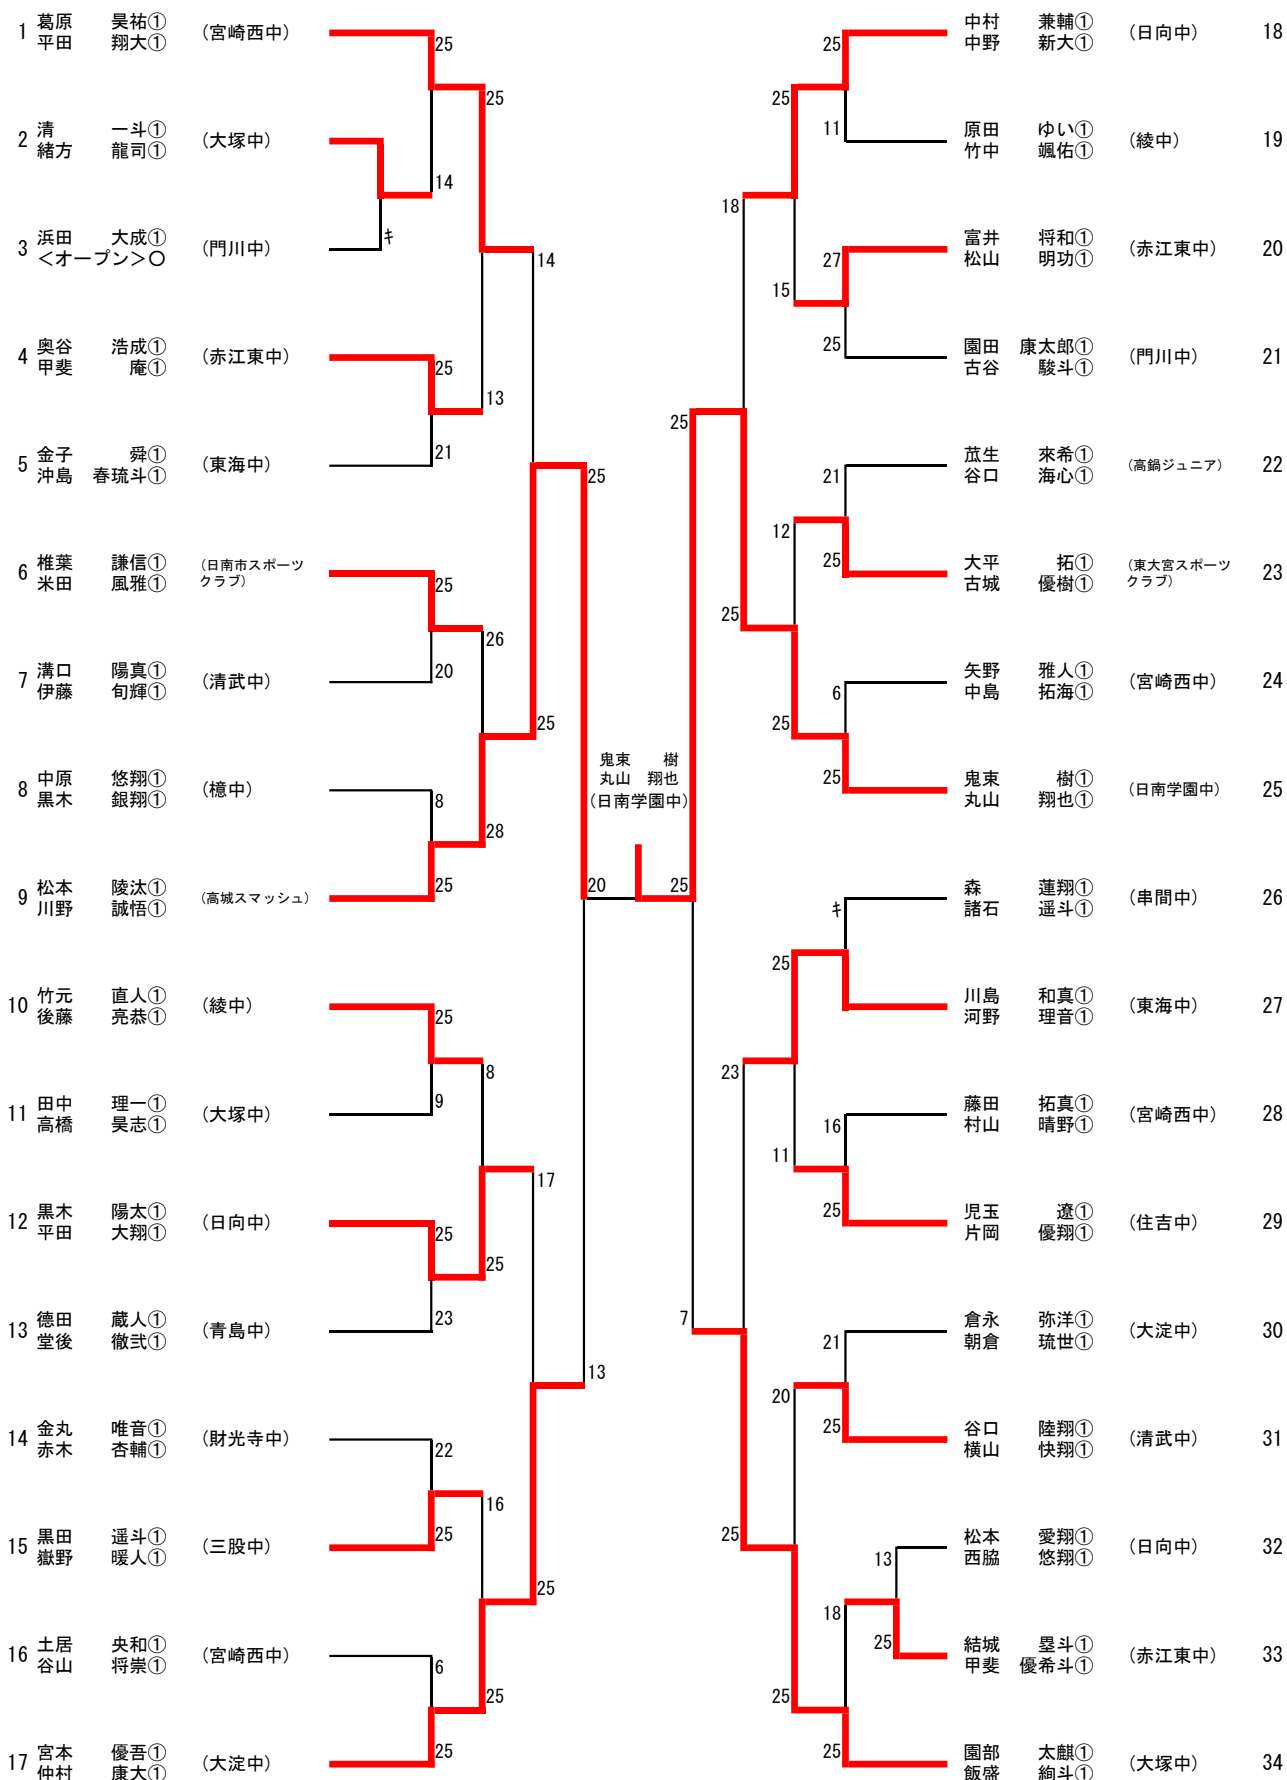 1 葛原 昊祐① (宮崎西中)
平田 翔大①
25
25
2 清 一斗① (大塚中)
緒方 龍司①
14
3 浜田 大成① (門川中)
<オープン>〇
キ
14
4 奥谷 浩成① (赤江東中)
甲斐 庵①
25
13
5 金子 舜① (東海中)
沖島 春琉斗①
21
25
6 椎葉 謙信① (日南市スポーツ
米田 風雅① クラブ)
25
26
7 溝口 陽真① (清武中)
伊藤 旬輝①
20
25
8 中原 悠翔① (檍中)
黒木 銀翔①
8
28
9 松本 陵汰① (高城スマッシュ)
川野 誠悟①
25
20
10 竹元 直人① (綾中)
後藤 亮恭①
25
8
11 田中 理一① (大塚中)
高橋 昊志①
9
17
12 黒木 陽太① (日向中)
平田 大翔①
25
25
13 德田 蔵人① (青島中)
堂後 徹弐①
23
13
14 金丸 唯音① (財光寺中)
赤木 杏輔①
22
16
15 黒田 遥斗① (三股中)
嶽野 暖人①
25
25
16 土居 央和① (宮崎西中)
谷山 将崇①
6
25
17 宮本 優吾① (大淀中)
仲村 康大①
25
鬼束 樹
丸山 翔也
(日南学園中)
25
中村 兼輔① (日向中) 18
中野 新大①
25
25
原田 ゆい① (綾中) 19
竹中 颯佑①
11
18
富井 将和① (赤江東中) 20
松山 明功①
27
15
園田 康太郎① (門川中) 21
古谷 駿斗①
25
25
苽生 來希① (高鍋ジュニア) 22
谷口 海心①
21
12
大平 拓① (東大宮スポーツ 23
古城 優樹① クラブ)
25
25
矢野 雅人① (宮崎西中) 24
中島 拓海①
6
25
鬼束 樹① (日南学園中) 25
丸山 翔也①
25
森 蓮翔① (串間中) 26
諸石 遥斗①
キ
25
川島 和真① (東海中) 27
河野 理音①
23
藤田 拓真① (宮崎西中) 28
村山 晴野①
16
11
児玉 遼① (住吉中) 29
片岡 優翔①
25
7
倉永 弥洋① (大淀中) 30
朝倉 琉世①
21
20
谷口 陸翔① (清武中) 31
横山 快翔①
25
25
松本 愛翔① (日向中) 32
西脇 悠翔①
13
18
結城 塁斗① (赤江東中) 33
甲斐 優希斗①
25
25
園部 太麒① (大塚中) 34
飯盛 絢斗①
25